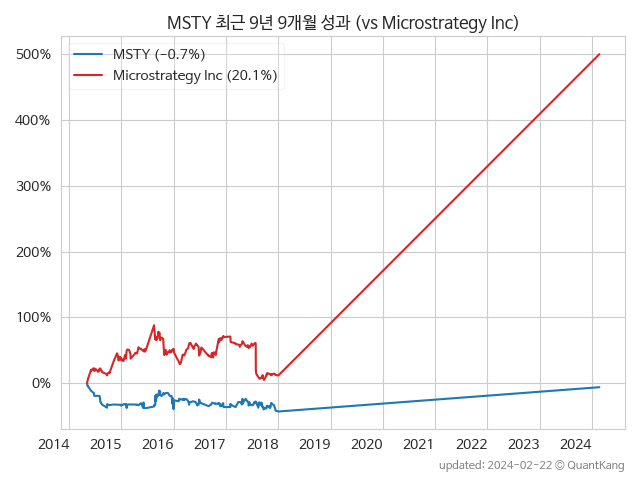 MSTY 최근 9년 9개월 성과 (vs Microstrategy Inc)
MSTY (-0.7%)
Microstrategy Inc (20.1%)
500%
400%
300%
200%
100%
0%
2014 2015 2016 2017 2018 2019 2020 2021 2022 2023 2024
updated: 2024-02-22 © QuantKang